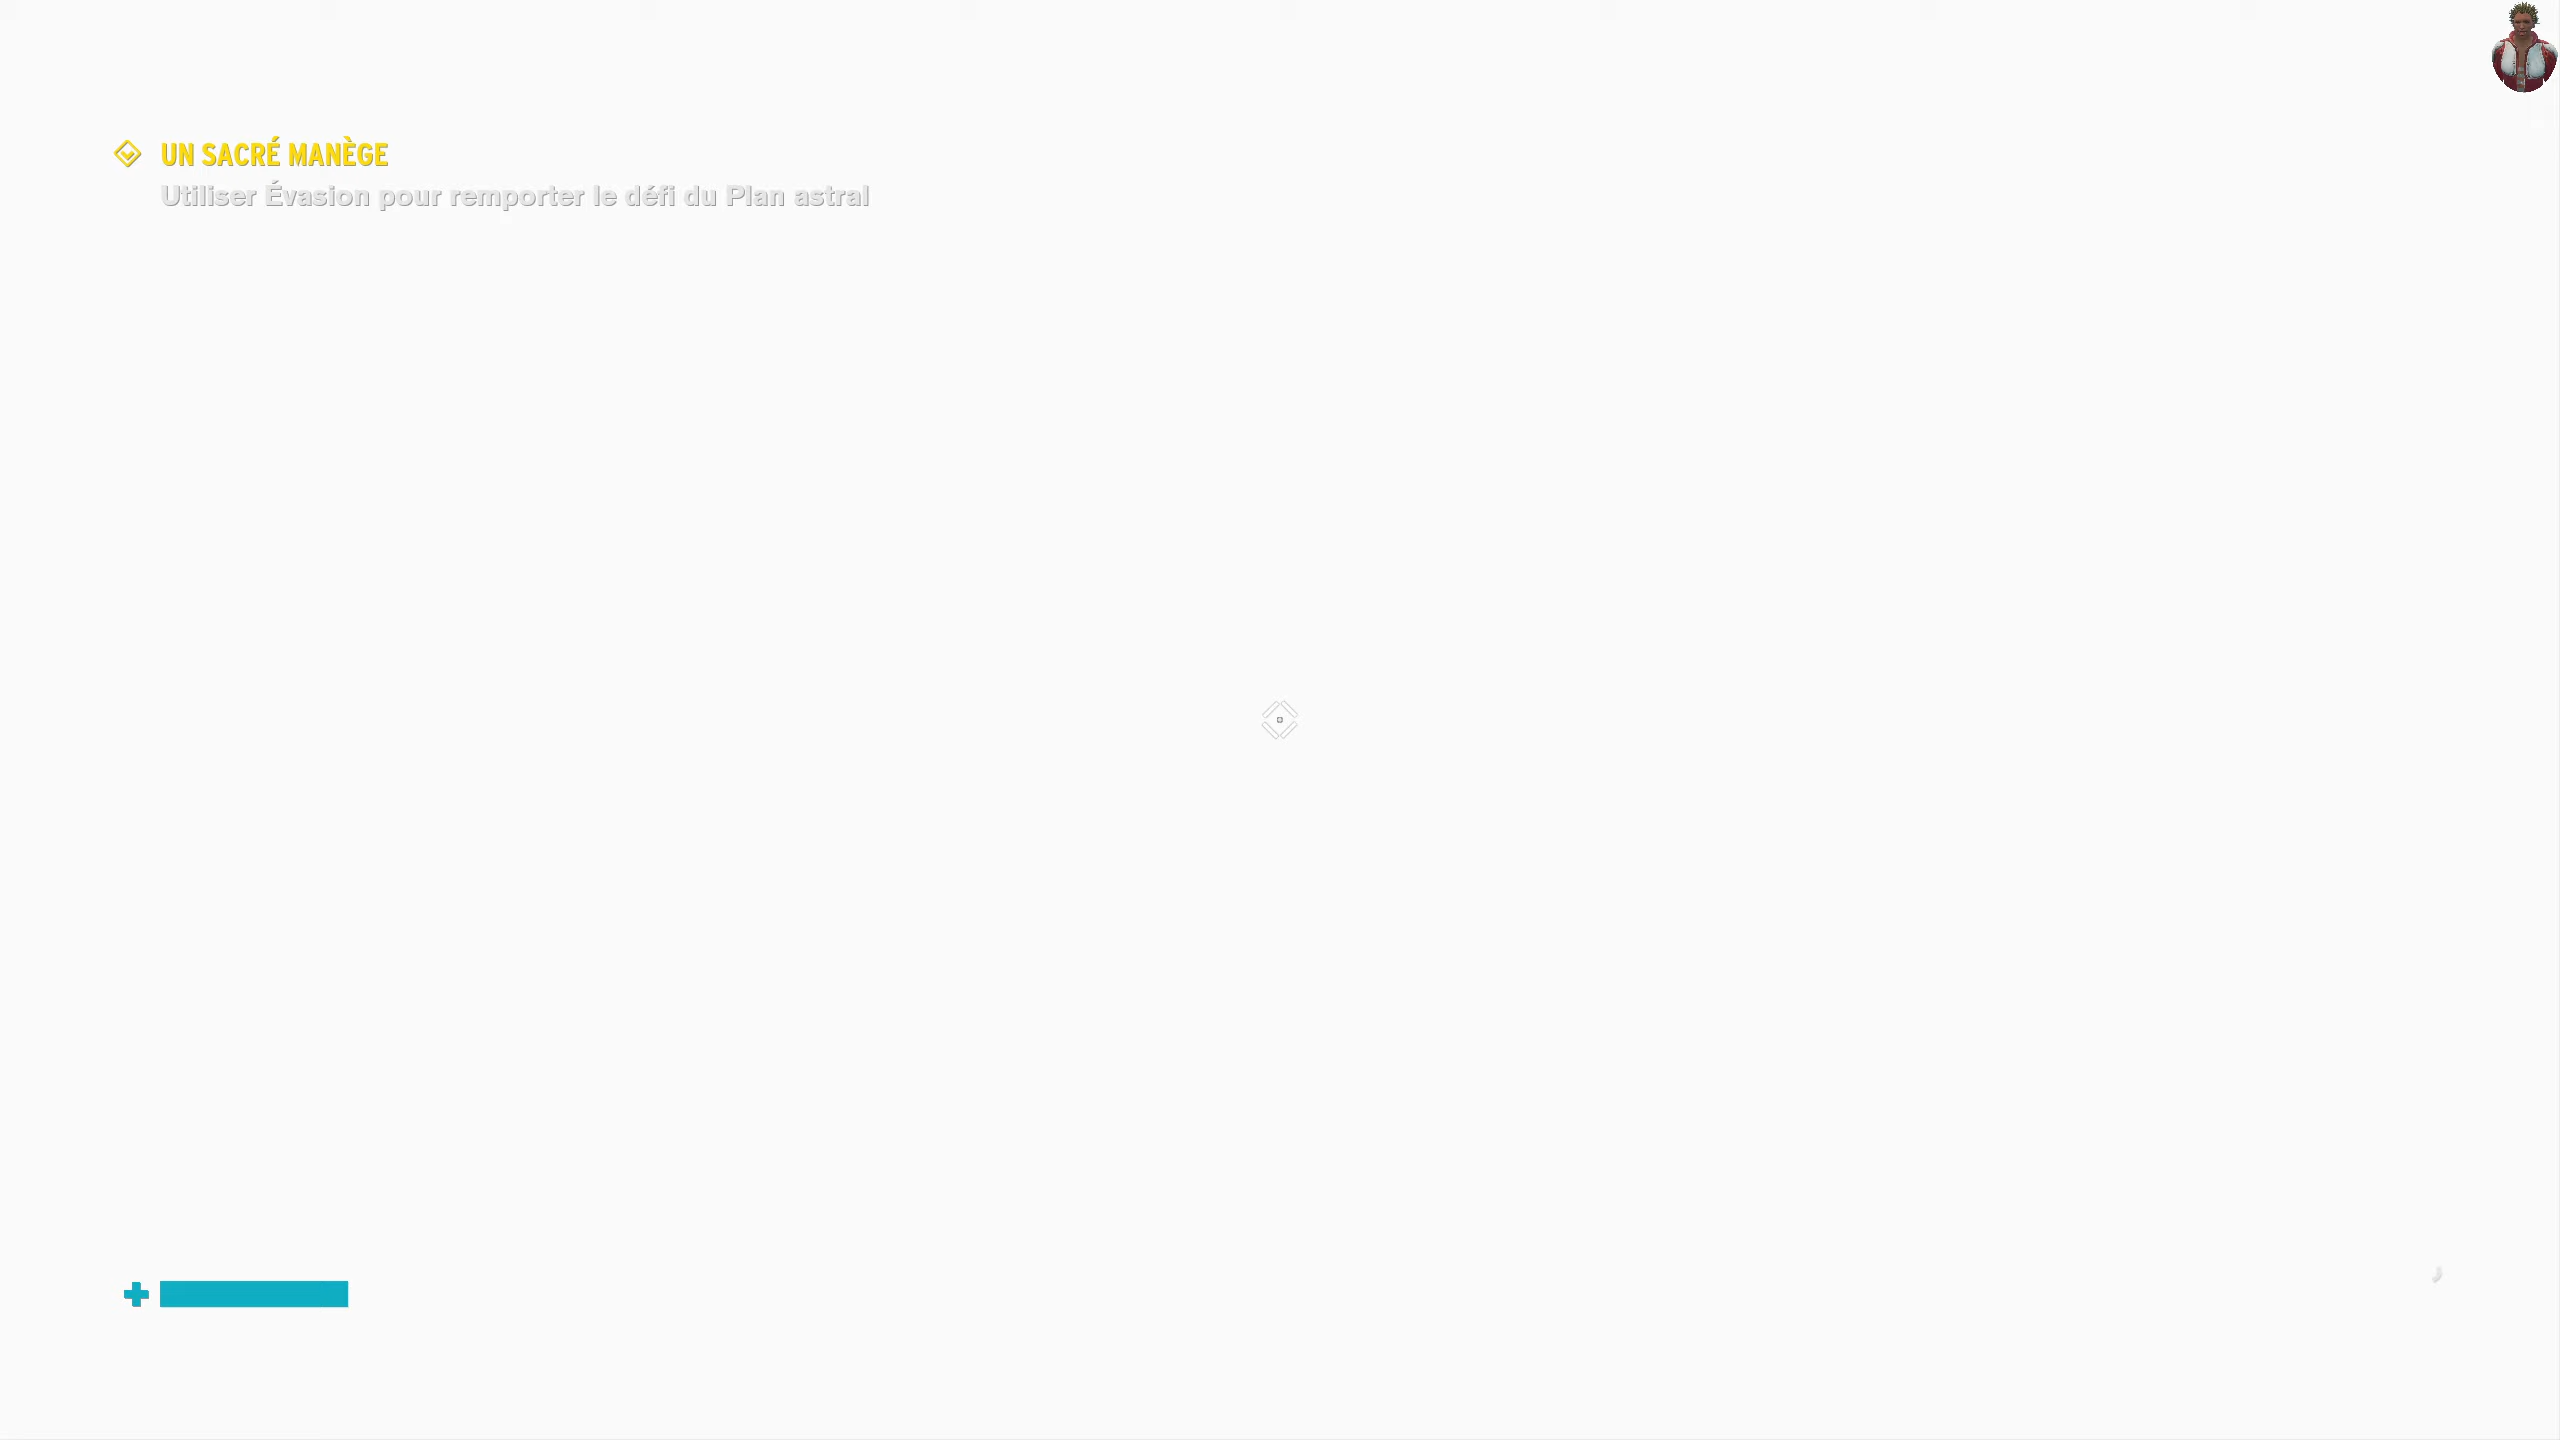 UN SACRÉ MANÈGE
Utiliser Évasion pour remporter le défi du Plan astral